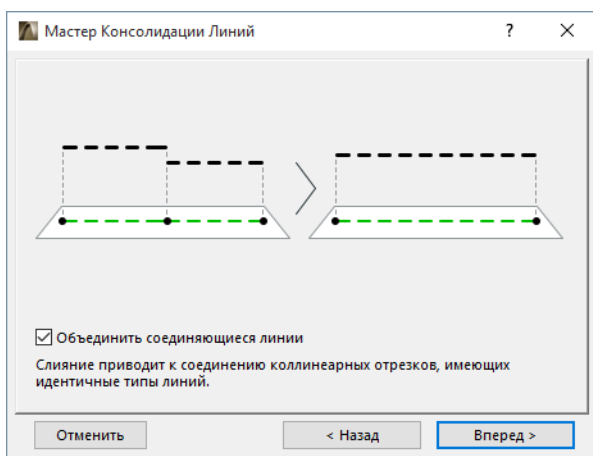 Мастер Консолидации Линий
?
Объединить соединяющиеся линии
Слияние приводит к соединению коллинеарных отрезков, имеющих
идентичные типы линий.
Отменить
< Назад
Вперед >